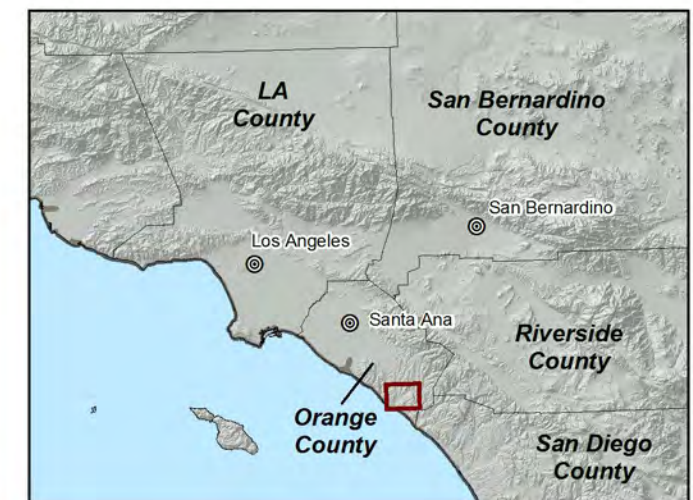 LA
County
San Bernardino
County
San Bernardino
Los Angeles
Santa Ana
Riverside
County
Orange
County
San Diego
County